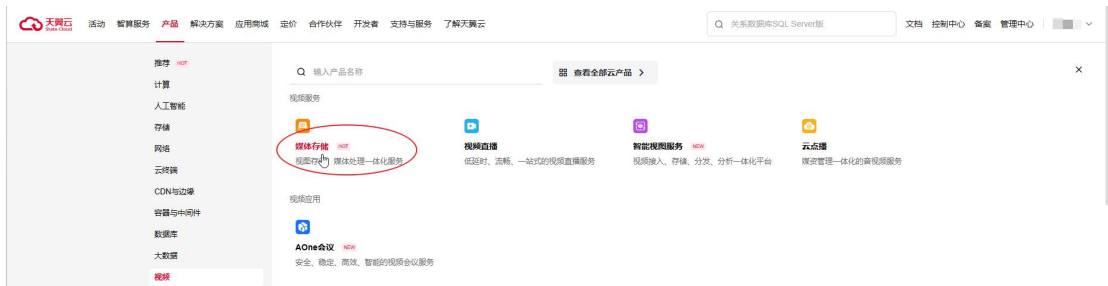 天翼云 活动 智算服务 产品 解决方案 应用商城 定价 合作伙伴 开发者 支持与服务 了解天翼云 关系数据库SQL Server版 文档 控制中心 备案 管理中心
State Cloud
推荐 HOT
计算
人工智能
存储
网络
云终端
CDN与边缘
容器与中间件
数据库
大数据
视频
输入产品名称 查看全部云产品
视频服务
媒体存储 HOT
视图存 媒体处理一体化服务
视频直播
低延时、流畅、一站式的视频直播服务
智能视图服务 NEW
视频接入、存储、分发、分析一体化平台
云点播
媒资管理一体化的音视频服务
视频应用
AOne会议 NEW
安全、稳定、高效、智能的视频会议服务